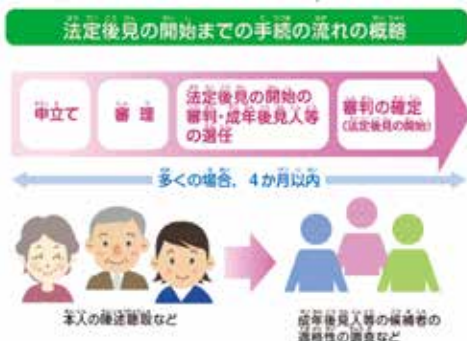 法定後見の開始までの手続の流れの概略
申立て
審理
法定後見の開始の
審判・成年後見人等
の選任
審判の確定
(法定後見の開始)
多くの場合，4か月以内
本人の陳述聴取など
成年後見人等の候補者の
適格性の調査など